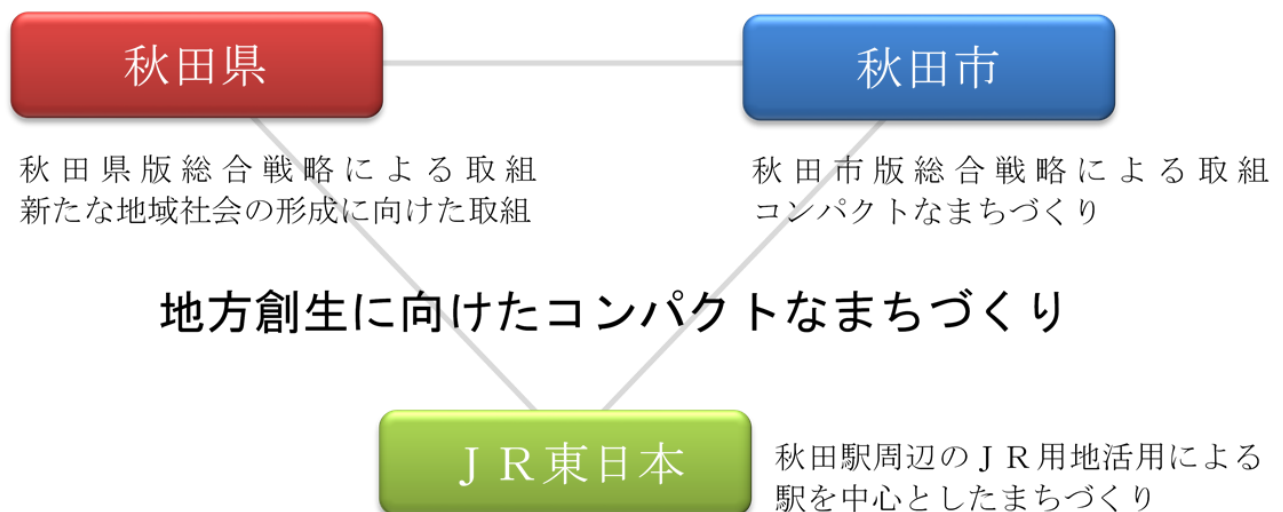 秋田県
秋田市
秋田県版総合戦略による取組
新たな地域社会の形成に向けた取組
秋田市版総合戦略による取組
コンパクトなまちづくり
地方創生に向けたコンパクトなまちづくり
ＪＲ東日本
秋田駅周辺のＪＲ用地活用による
駅を中心としたまちづくり